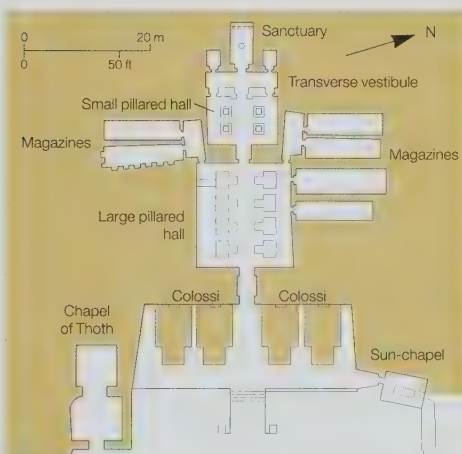 0 20 m
0 50 ft
N
Sanctuary
Transverse vestibule
Small pillared hall
Magazines
Magazines
Large pillared
hall
Colossi
Colossi
Chapel
of Thoth
Sun-chapel